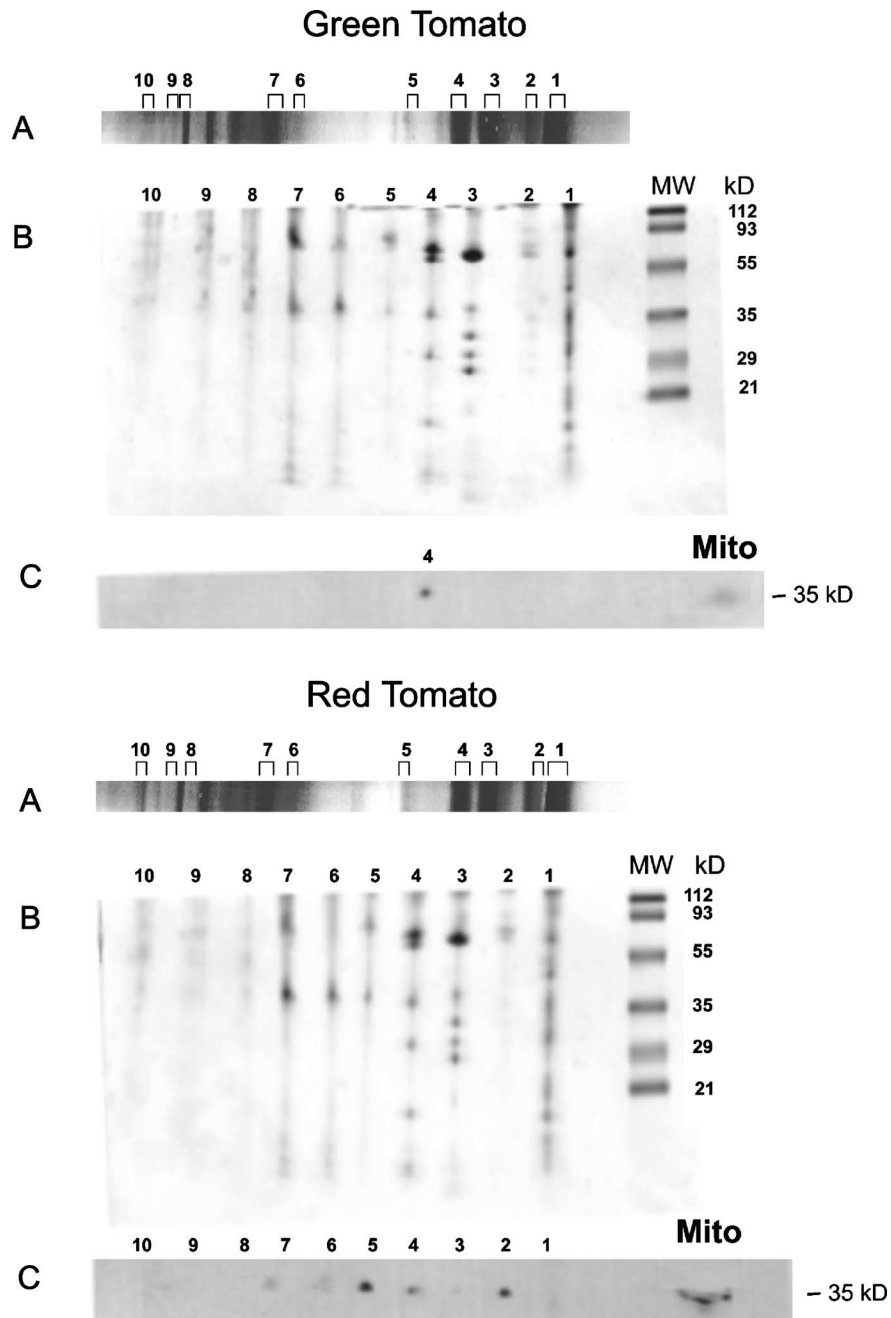 Green Tomato
10 9 8 7 6 5 4 3 2 1
A
10 9 8 7 6 5 4 3 2 1 MW kD
B
112
93
55
35
29
21
4 Mito
C
– 35 kD
Red Tomato
10 9 8 7 6 5 4 3 2 1
A
10 9 8 7 6 5 4 3 2 1 MW kD
B
112
93
55
35
29
21
10 9 8 7 6 5 4 3 2 1 Mito
C
– 35 kD